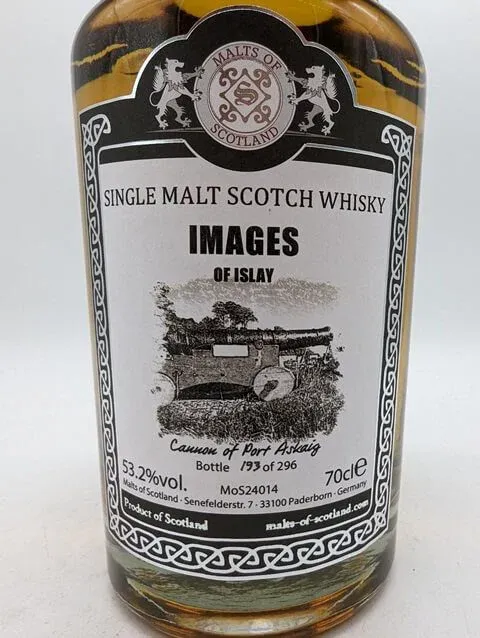 MALTS OF
S
SCOTLAND
SINGLE MALT SCOTCH WHISKY
IMAGES
OF ISLAY
Cannon of Port Askaig
Bottle 193 of 296
53.2%vol.
MoS24014
70cl e
Malts of Scotland · Senefelderstr. 7 · 33100 Paderborn · Germany
Product of Scotland
malts-of-scotland.com